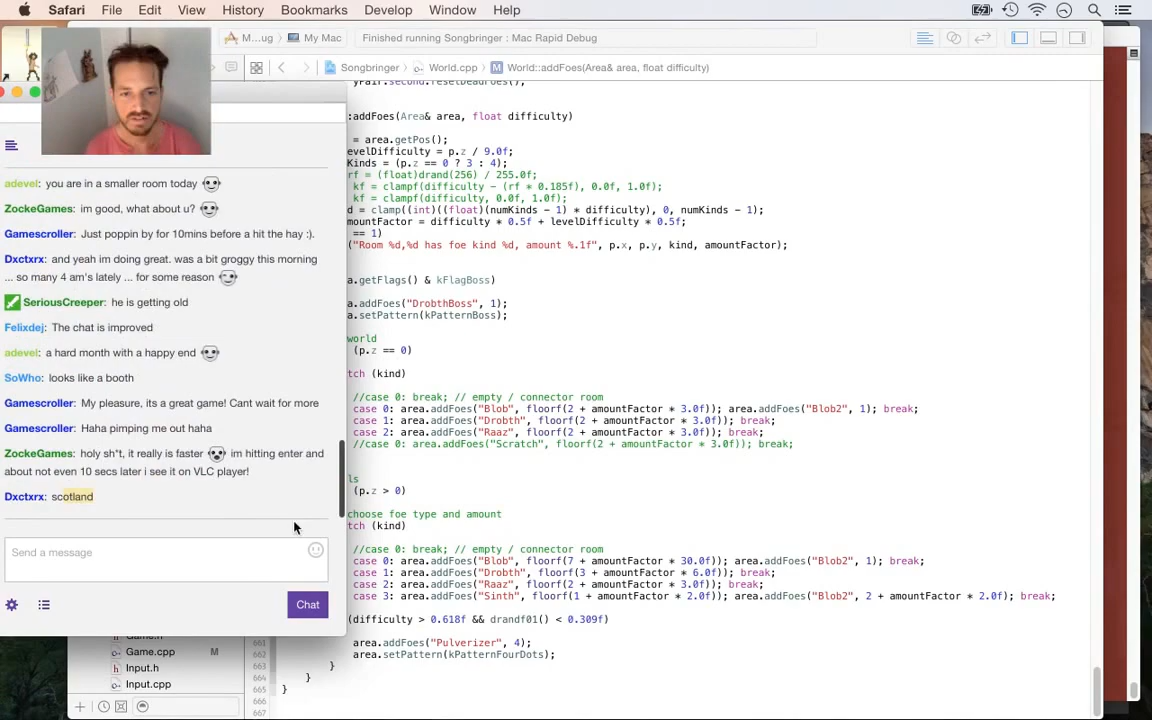 Safari File Edit View History Bookmarks Develop Window Help
M...ug My Mac Finished running Songbringer : Mac Rapid Debug
Songbringer World.cpp M World::addFoes(Area& area, float difficulty)
:addFoes(Area& area, float difficulty)
= area.getPos();
levelDifficulty = p.z / 9.0f;
Kinds = (p.z == 0 ? 3 : 4);
rf = (float)drand(256) / 255.0f;
kf = clampf(difficulty - (rf * 0.185f), 0.0f, 1.0f);
kf = clampf(difficulty, 0.0f, 1.0f);
d = clamp((int)((float)(numKinds - 1) * difficulty), 0, numKinds - 1);
mountFactor = difficulty * 0.5f + levelDifficulty * 0.5f;
== 1)
("Room %d,%d has foe kind %d, amount %.1f", p.x, p.y, kind, amountFactor);
a.getFlags() & kFlagBoss)
a.addFoes("DrobthBoss", 1);
a.setPattern(kPatternBoss);
world
(p.z == 0)
tch (kind)
//case 0: break; // empty / connector room
case 0: area.addFoes("Blob", floorf(2 + amountFactor * 3.0f)); area.addFoes("Blob2", 1); break;
case 1: area.addFoes("Drobth", floorf(2 + amountFactor * 3.0f)); break;
case 2: area.addFoes("Raaz", floorf(2 + amountFactor * 3.0f)); break;
//case 0: area.addFoes("Scratch", floorf(2 + amountFactor * 3.0f)); break;
ls
(p.z > 0)
choose foe type and amount
tch (kind)
//case 0: break; // empty / connector room
case 0: area.addFoes("Blob", floorf(7 + amountFactor * 30.0f)); area.addFoes("Blob2", 1); break;
case 1: area.addFoes("Drobth", floorf(3 + amountFactor * 6.0f)); break;
case 2: area.addFoes("Raaz", floorf(2 + amountFactor * 3.0f)); break;
case 3: area.addFoes("Sinth", floorf(1 + amountFactor * 2.0f)); area.addFoes("Blob2", 2 + amountFactor * 2.0f); break;
(difficulty > 0.618f && drandf01() < 0.309f)
661 area.addFoes("Pulverizer", 4);
662 area.setPattern(kPatternFourDots);
663 }
664 }
665 }
666
667
adevel: you are in a smaller room today
ZockeGames: im good, what about u?
Gamescroller: Just poppin by for 10mins before a hit the hay :).
Dxctxrx: and yeah im doing great. was a bit groggy this morning
... so many 4 am's lately ... for some reason
SeriousCreeper: he is getting old
Felixdej: The chat is improved
adevel: a hard month with a happy end
SoWho: looks like a booth
Gamescroller: My pleasure, its a great game! Cant wait for more
Gamescroller: Haha pimping me out haha
ZockeGames: holy sh*t, it really is faster im hitting enter and
about not even 10 secs later i see it on VLC player!
Dxctxrx: scotland
Send a message
Chat
Game.cpp M
Input.h
Input.cpp